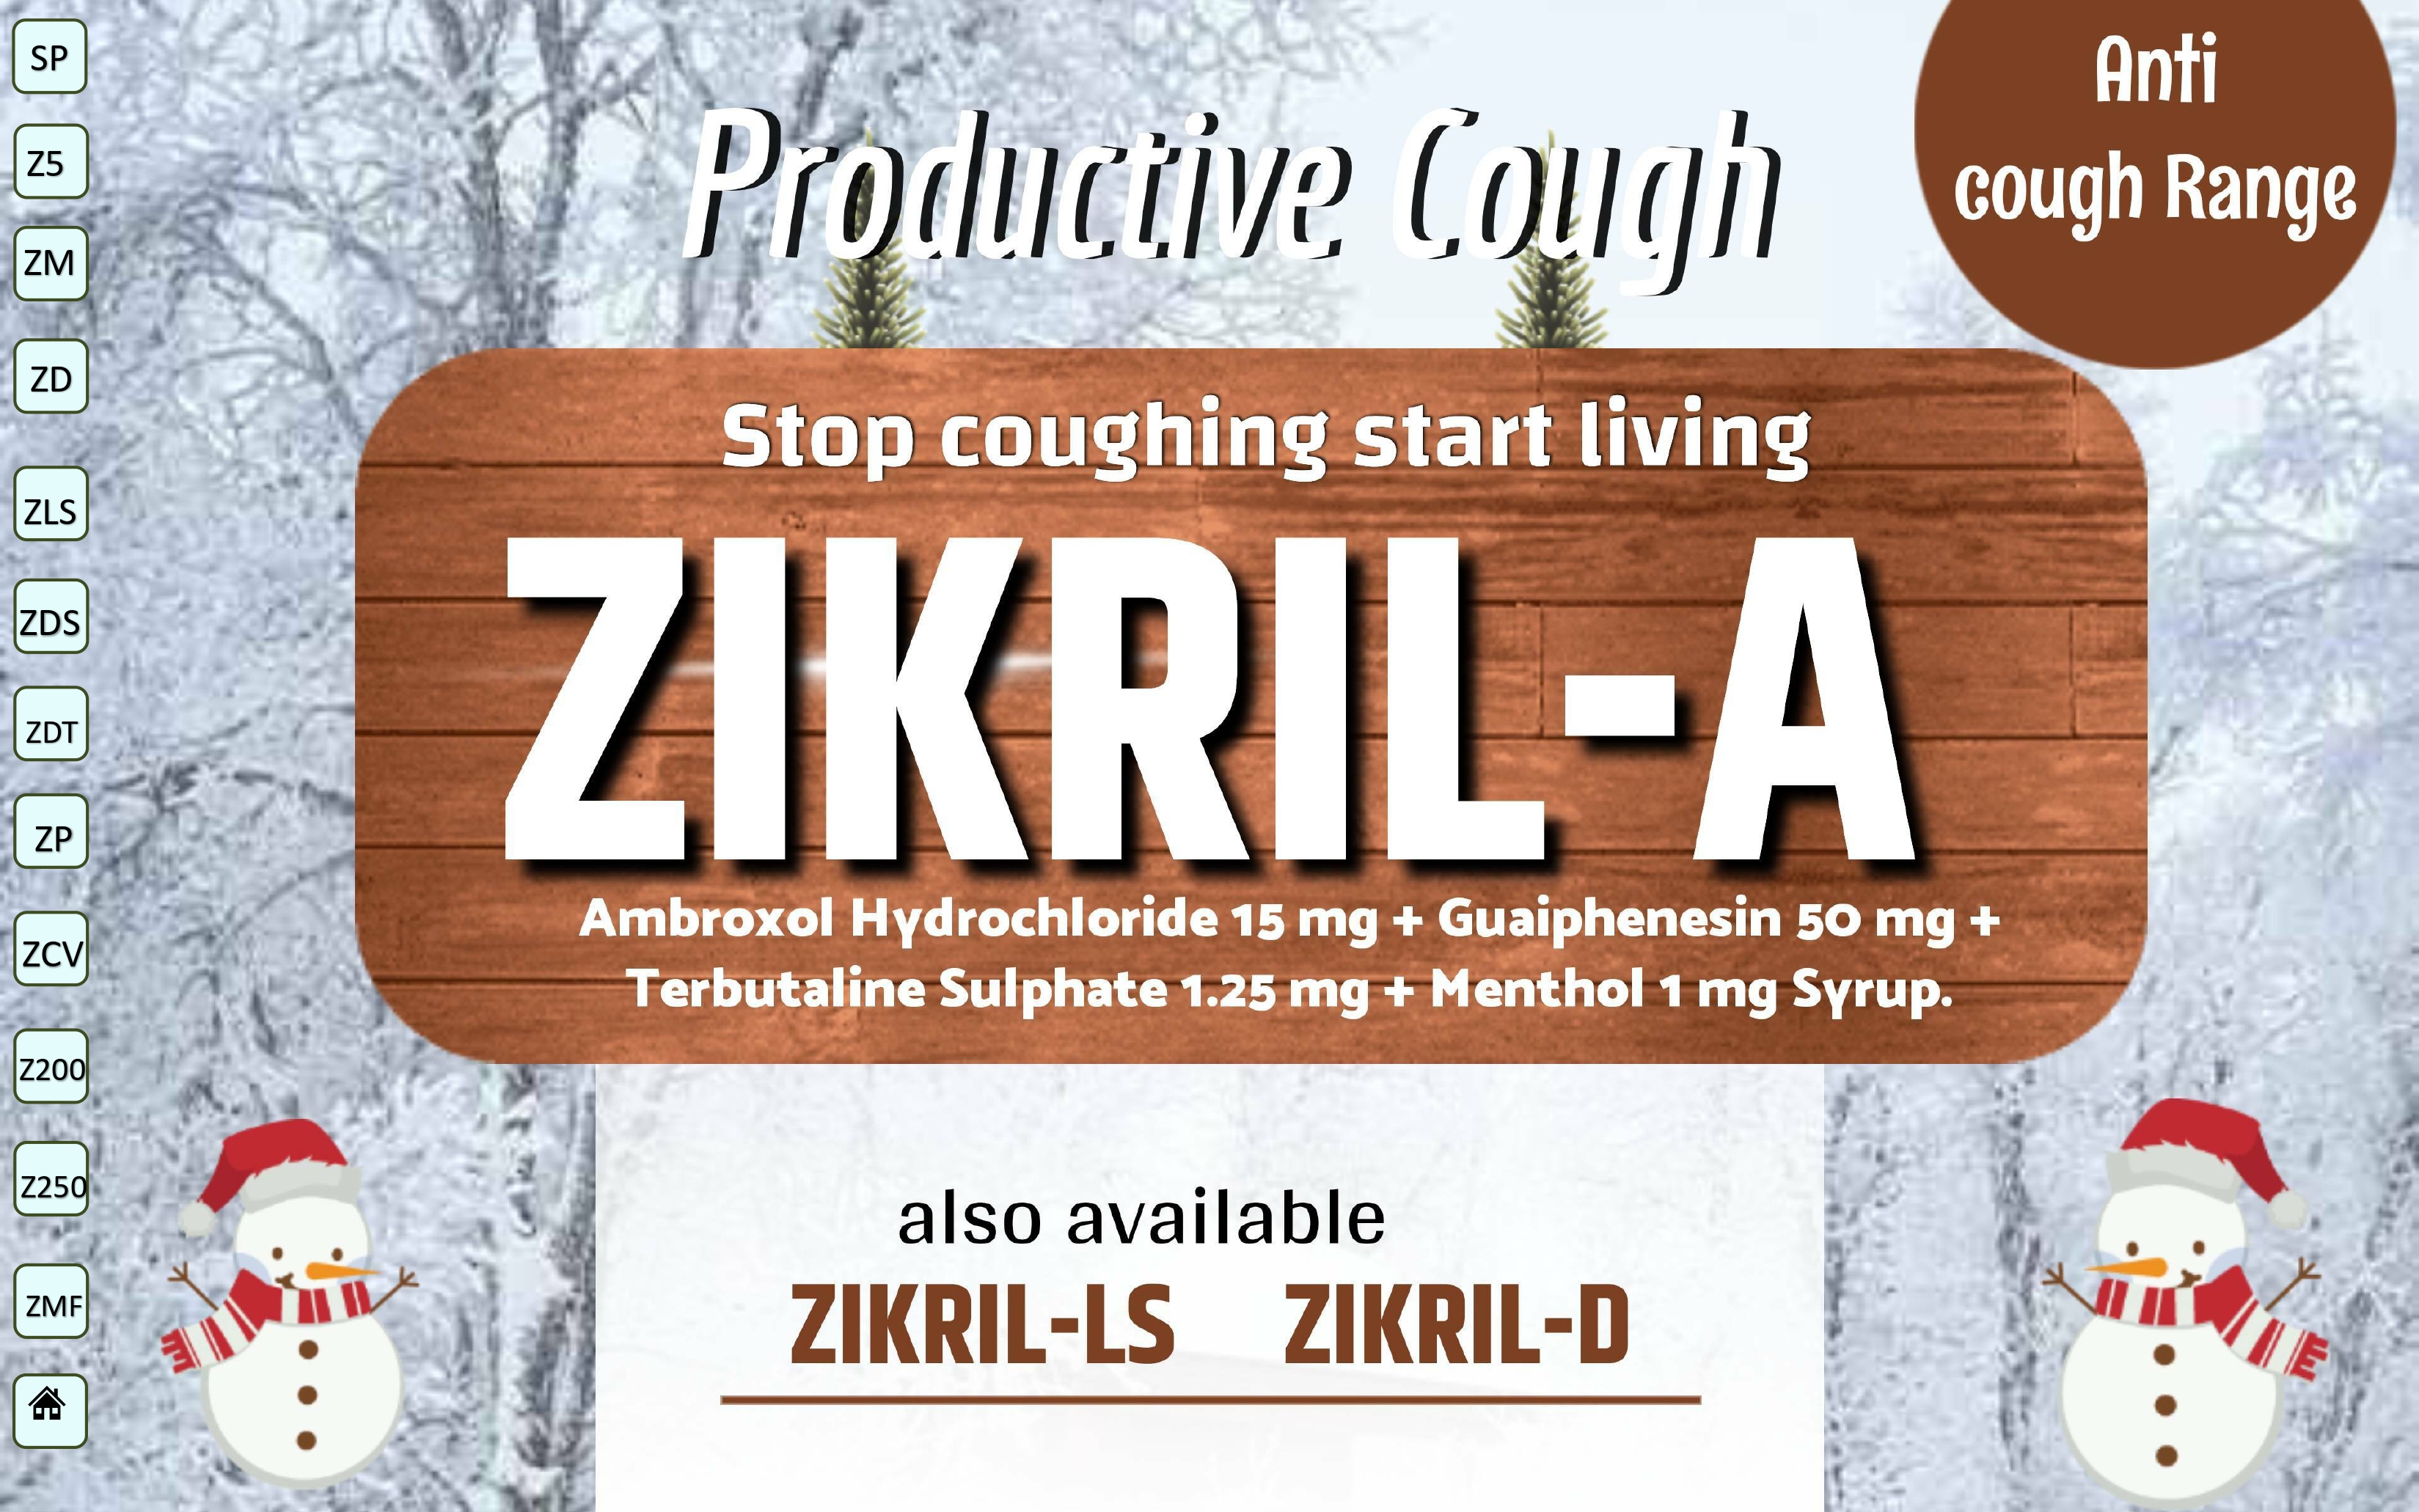 SP
Z5
ZM
ZD
ZLS
ZDS
ZDT
ZP
ZCV
Z200
Z250
ZMF
Anti
cough Range
Productive Cough
Stop coughing start living
ZIKRIL-A
Ambroxol Hydrochloride 15 mg + Guaiphenesin 50 mg +
Terbutaline Sulphate 1.25 mg + Menthol 1 mg Syrup.
also available
ZIKRIL-LS ZIKRIL-D